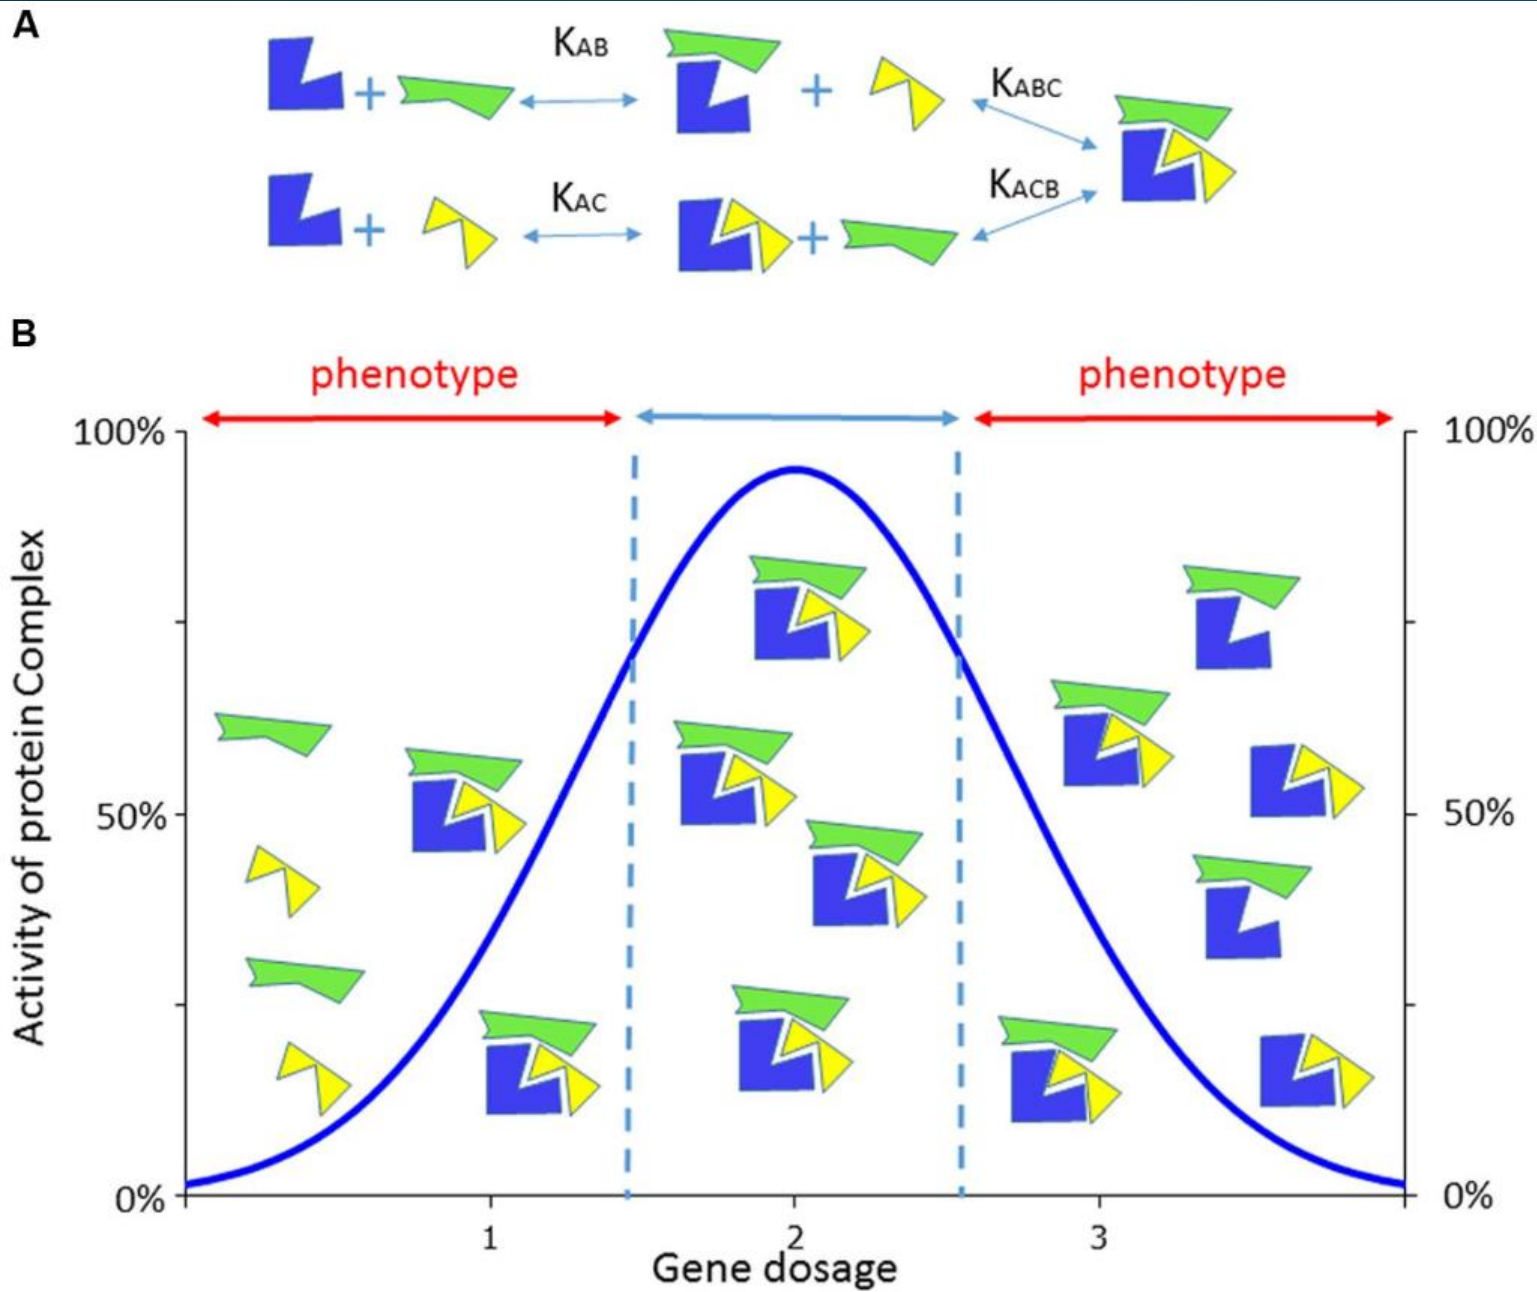 A
KAB
+
+
KABC
KAC
KACB
+
+
B
phenotype
phenotype
100%
100%
Activity of protein Complex
50%
50%
0%
0%
1
2
3
Gene dosage